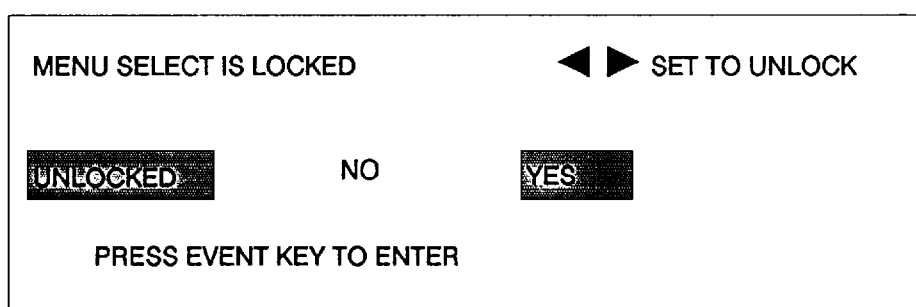 MENU SELECT IS LOCKED ◀ ▶ SET TO UNLOCK
UNLOCKED NO YES
PRESS EVENT KEY TO ENTER